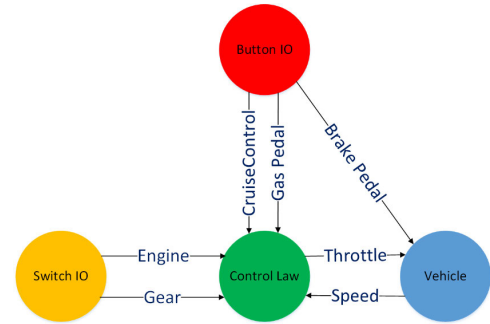 Button IO
CruiseControl
Gas Pedal
Brake Pedal
Switch IO
Engine
Gear
Control Law
Throttle
Speed
Vehicle